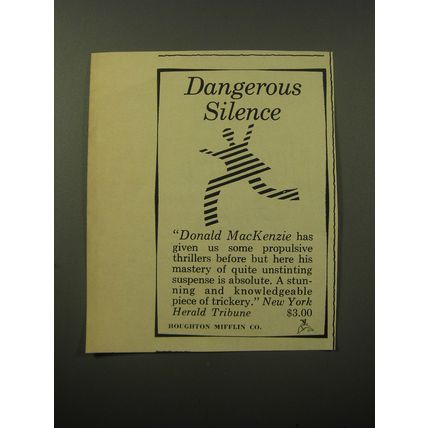 Dangerous
Silence
"Donald MacKenzie has
given us some propulsive
thrillers before but here his
mastery of quite unstinting
suspense is absolute. A stun-
ning and knowledgeable
piece of trickery." New York
Herald Tribune $3.00
HOUGHTON MIFFLIN CO.